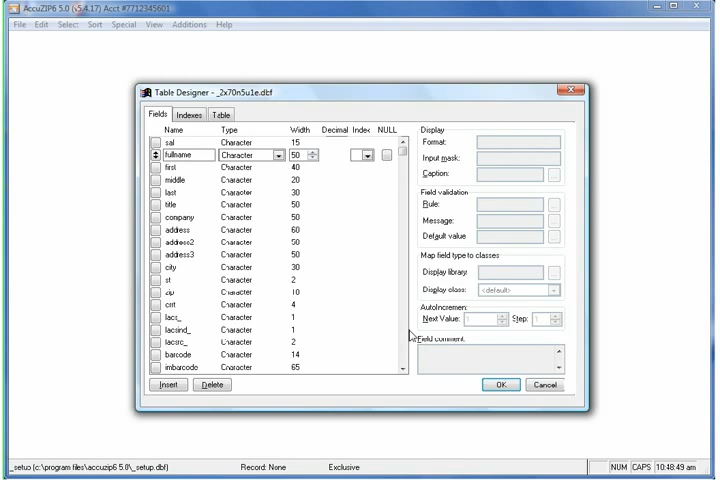 AccuZIP6 5.0 (v5.4.17) Acct #7712345601
File Edit Select Sort Special View Additions Help
Table Designer - _2x70n5u1e.dbf
Fields Indexes Table
Name Type Width Decimal Index NULL
sal Character 15
fullname Character 50
first Character 40
middle Character 20
last Character 30
title Character 50
company Character 50
address Character 60
address2 Character 50
address3 Character 50
city Character 30
st Character 2
zip Character 10
crrt Character 4
lacs_ Character 1
lacsind_ Character 1
lacsrc_ Character 2
barcode Character 14
imbarcode Character 65
Insert Delete
Display
Format:
Input mask:
Caption:
Field validation
Rule:
Message:
Default value
Map field type to classes
Display library:
Display class: <default>
AutoIncrement
Next Value: 1 Step: 1
Field comment:
OK Cancel
_setup (c:\program files\accuzip6 5.0\_setup.dbf) Record: None Exclusive NUM CAPS 10:48:49 am